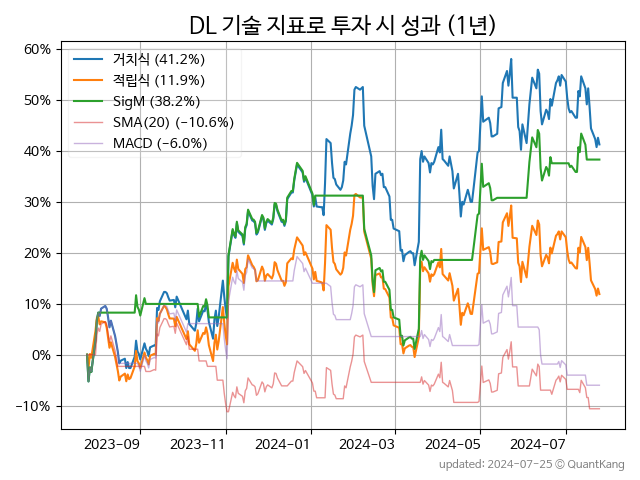 DL 기술 지표로 투자 시 성과 (1년)
거치식 (41.2%)
적립식 (11.9%)
SigM (38.2%)
SMA(20) (−10.6%)
MACD (−6.0%)
60%
50%
40%
30%
20%
10%
0%
−10%
2023-09 2023-11 2024-01 2024-03 2024-05 2024-07
updated: 2024-07-25 © QuantKang